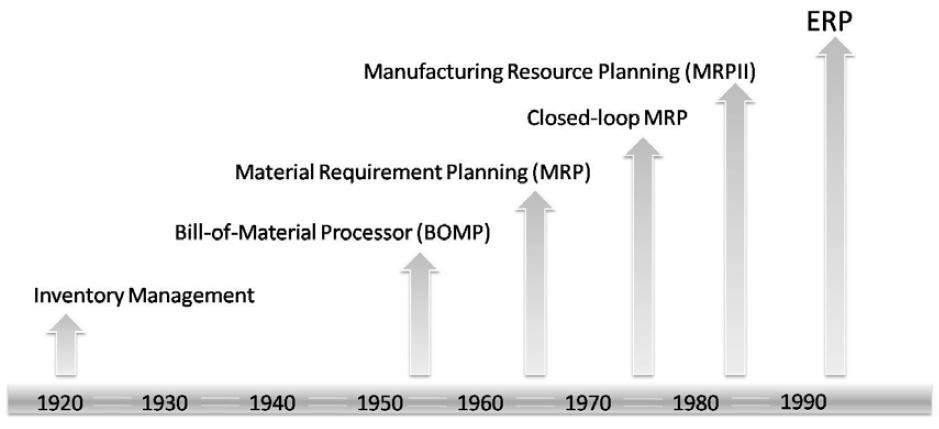 ERP
Manufacturing Resource Planning (MRPII)
Closed-loop MRP
Material Requirement Planning (MRP)
Bill-of-Material Processor (BOMP)
Inventory Management
1920 1930 1940 1950 1960 1970 1980 1990